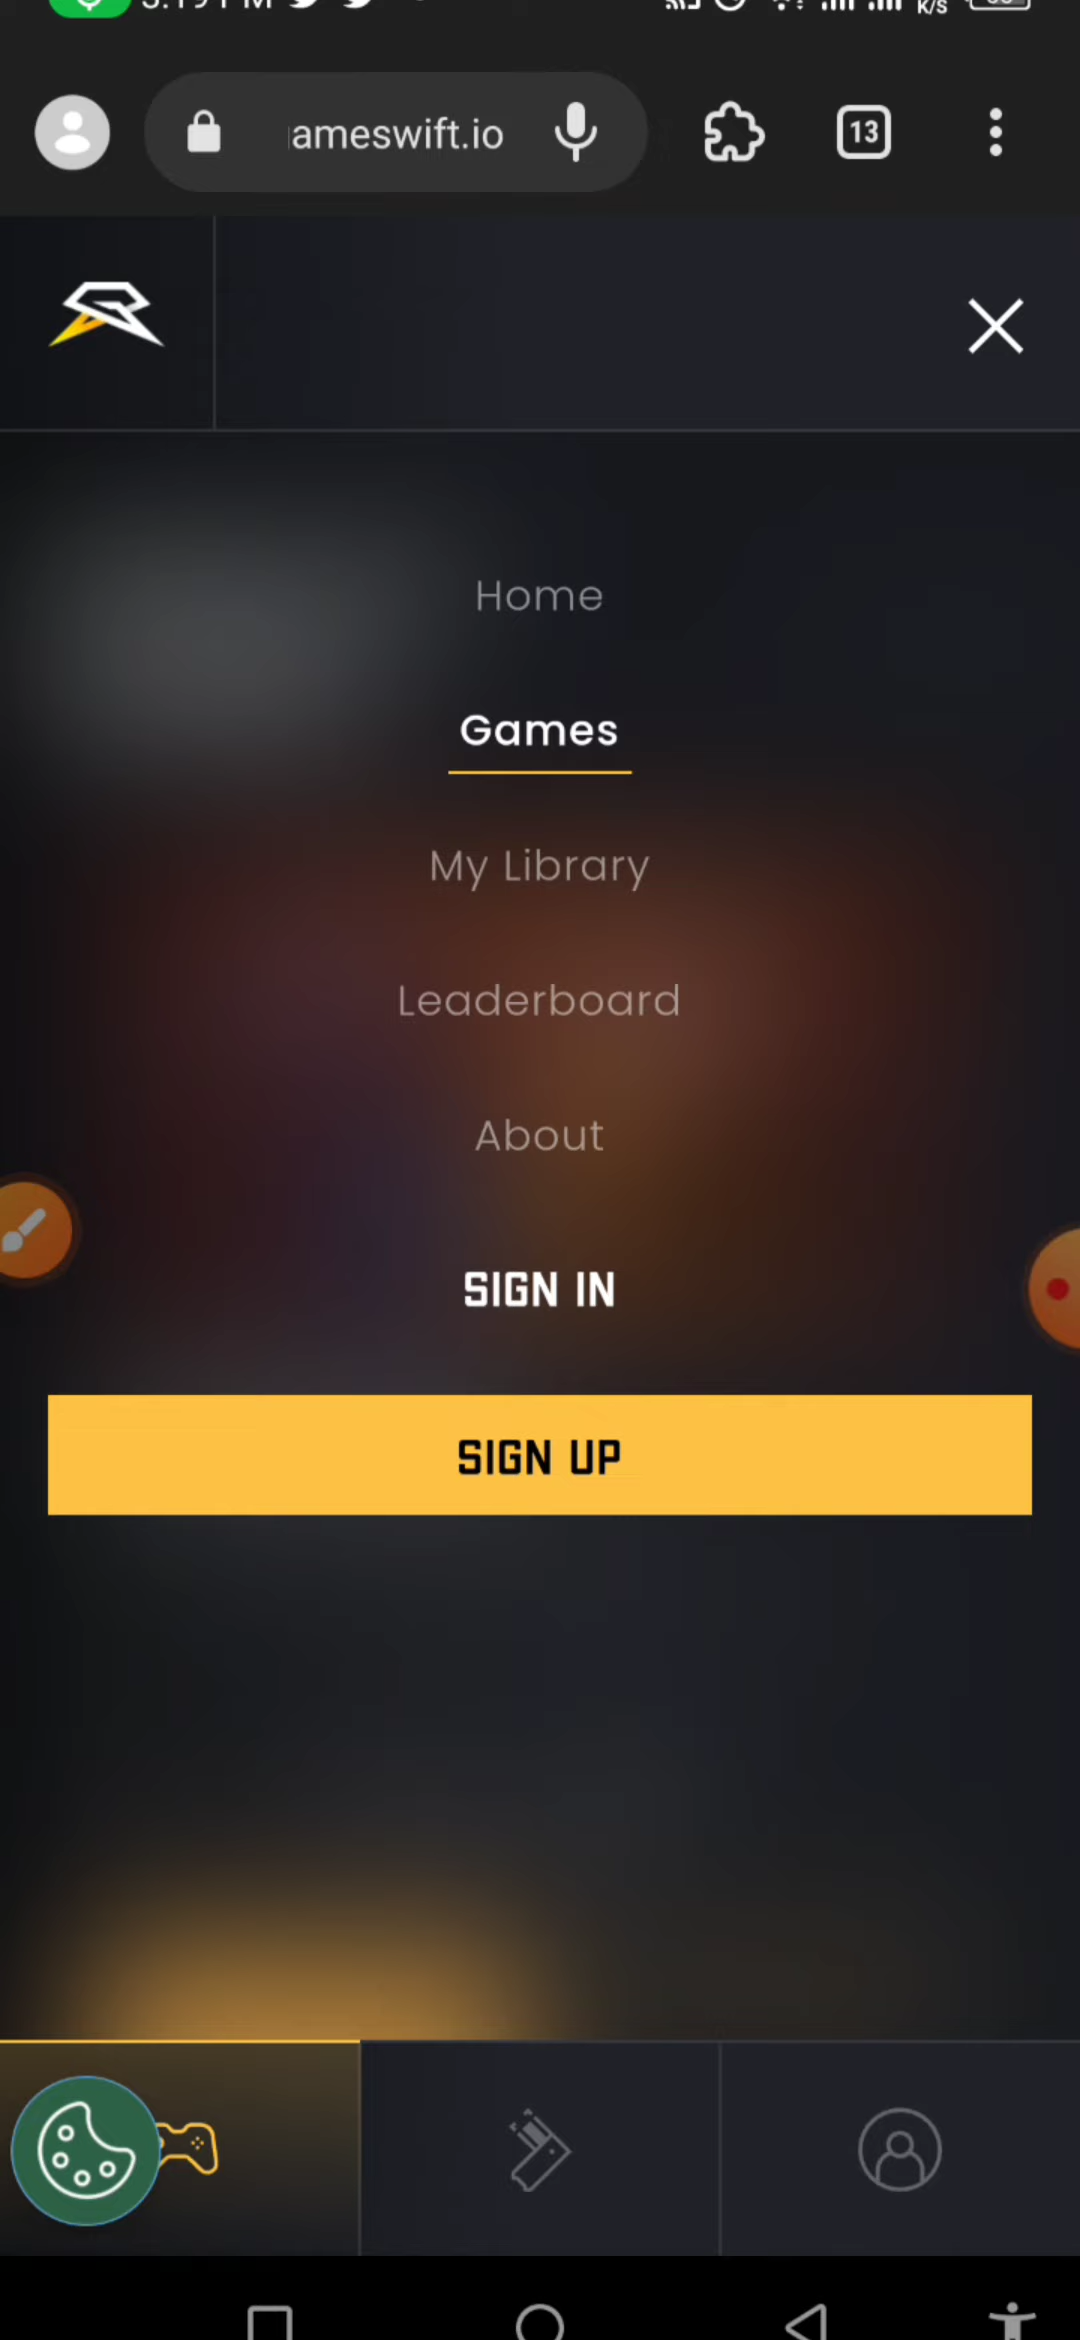 ameswift.io
13
K/S
Home
Games
My Library
Leaderboard
About
SIGN IN
SIGN UP